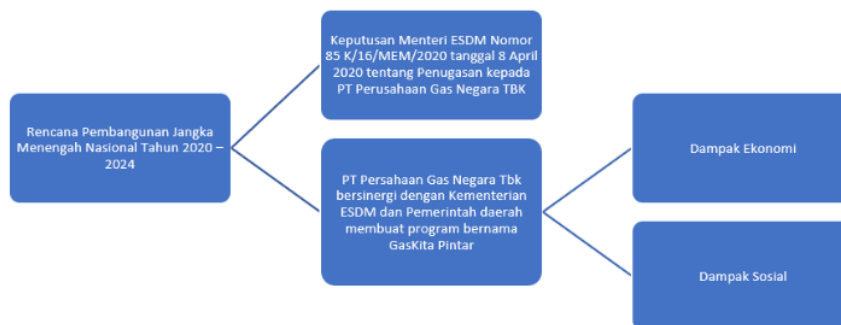 Keputusan Menteri ESDM Nomor
85 K/16/MEM/2020 tanggal 8 April
2020 tentang Penugasan kepada
PT Perusahaan Gas Negara TBK
Rencana Pembangunan Jangka
Menengah Nasional Tahun 2020 –
2024
PT Persahaan Gas Negara Tbk
bersinergi dengan Kementerian
ESDM dan Pemerintah daerah
membuat program bernama
GasKita Pintar
Dampak Ekonomi
Dampak Sosial